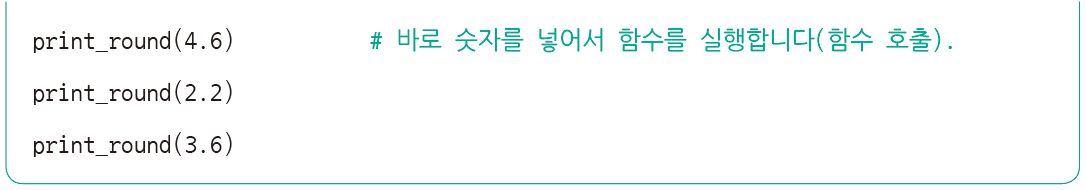 print_round(4.6) # 바로 숫자를 넣어서 함수를 실행합니다(함수 호출).
print_round(2.2)
print_round(3.6)